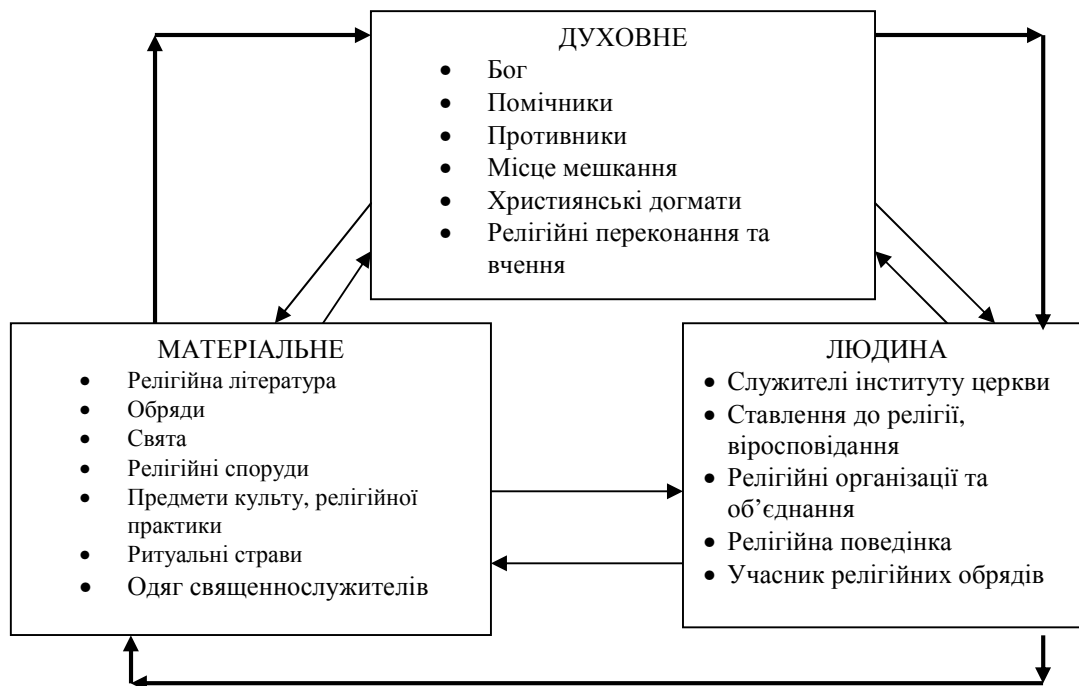 ДУХОВНЕ
• Бог
• Помічники
• Противники
• Місце мешкання
• Християнські догмати
• Релігійні переконання та
вчення
МАТЕРІАЛЬНЕ
• Релігійна література
• Обряди
• Свята
• Релігійні споруди
• Предмети культу, релігійної
практики
• Ритуальні страви
• Одяг священнослужителів
ЛЮДИНА
• Служителі інституту церкви
• Ставлення до релігії,
віросповідання
• Релігійні організації та
об’єднання
• Релігійна поведінка
• Учасник релігійних обрядів